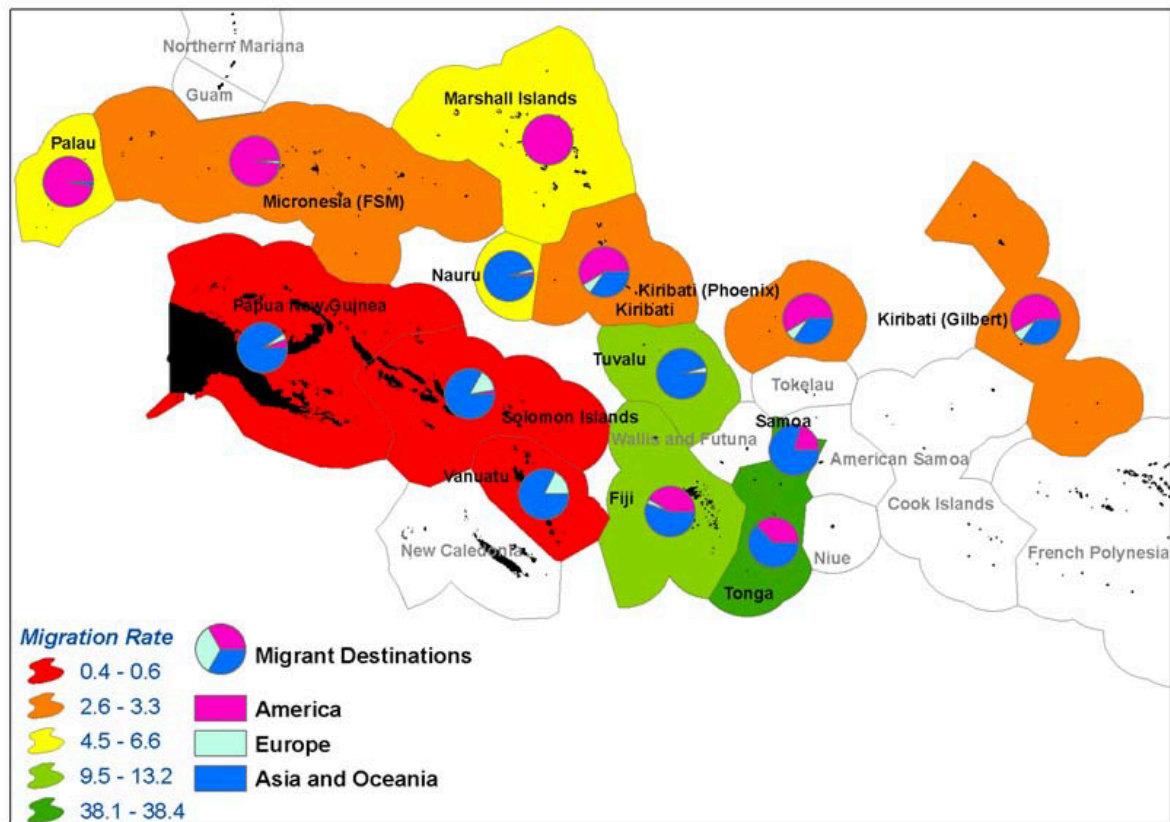 Northern Mariana
Guam
Marshall Islands
Palau
Micronesia (FSM)
Nauru
Kiribati (Phoenix)
Kiribati
Papua New Guinea
Kiribati (Gilbert)
Tuvalu
Tokelau
Solomon Islands
Samoa
Wallis and Futuna
American Samoa
Vanuatu
Fiji
Cook Islands
New Caledonia
Niue
French Polynesia
Tonga
Migration Rate
0.4 - 0.6
2.6 - 3.3
4.5 - 6.6
9.5 - 13.2
38.1 - 38.4
Migrant Destinations
America
Europe
Asia and Oceania